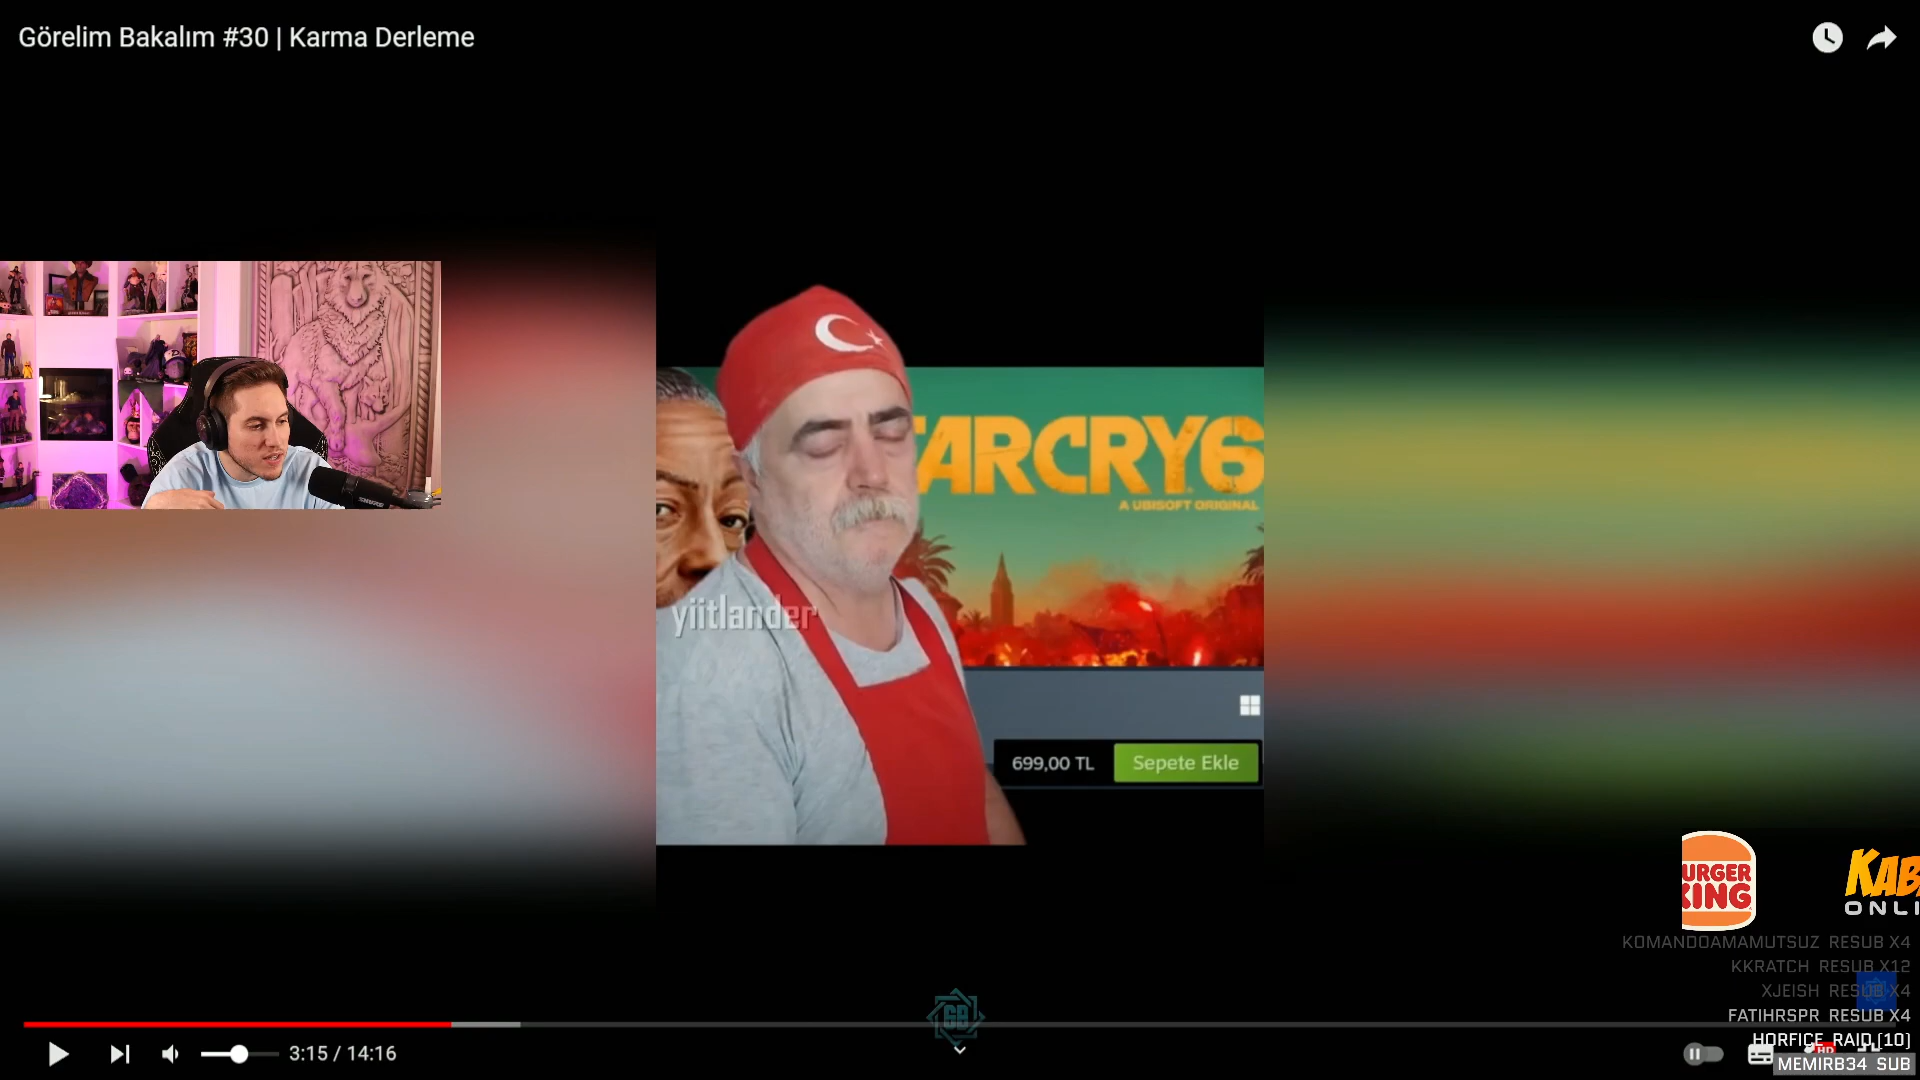 Görelim Bakalım #30 | Karma Derleme
ARCRY6
A UBISOFT ORIGINAL
yiitlander
699,00 TL
Sepete Ekle
URGER
KING
KAB
ONLI
KOMANDOAMAMUTSUZ RESUB X4
KKRATCH RESUB X12
XJEISH RESUB X4
FATIHRSPR RESUB X4
HORFICE RAID [10]
MEMIRB34 SUB
GB
3:15 / 14:16
HD